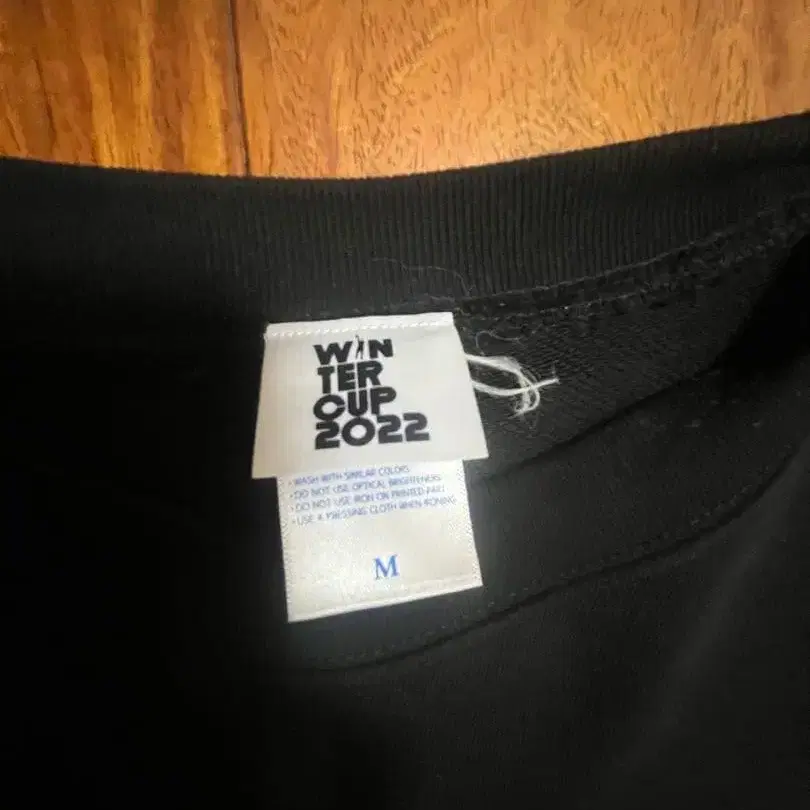 WIN
TER
CUP
2022
• WASH WITH SIMILAR COLORS
• DO NOT USE OPTICAL BRIGHTENERS
• DO NOT USE IRON ON PRINTED PART
• USE A PRESSING CLOTH WHEN IRONING
M